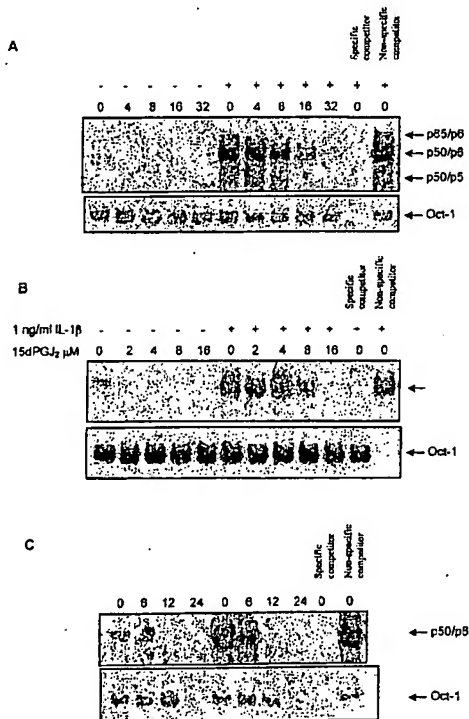 A
Specific
competitor
Non-specific
competitor
- - - - - + + + + + + +
0 4 8 16 32 0 4 8 16 32 0 0
p65/p6
p50/p6
p50/p5
Oct-1
B
Specific
competitor
Non-specific
competitor
1 ng/ml IL-1β - - - - - + + + + + + +
15dPGJ₂ μM 0 2 4 8 16 0 2 4 8 16 0 0
Oct-1
C
Specific
competitor
Non-specific
competitor
0 6 12 24 0 6 12 24 0 0
p50/p6
Oct-1